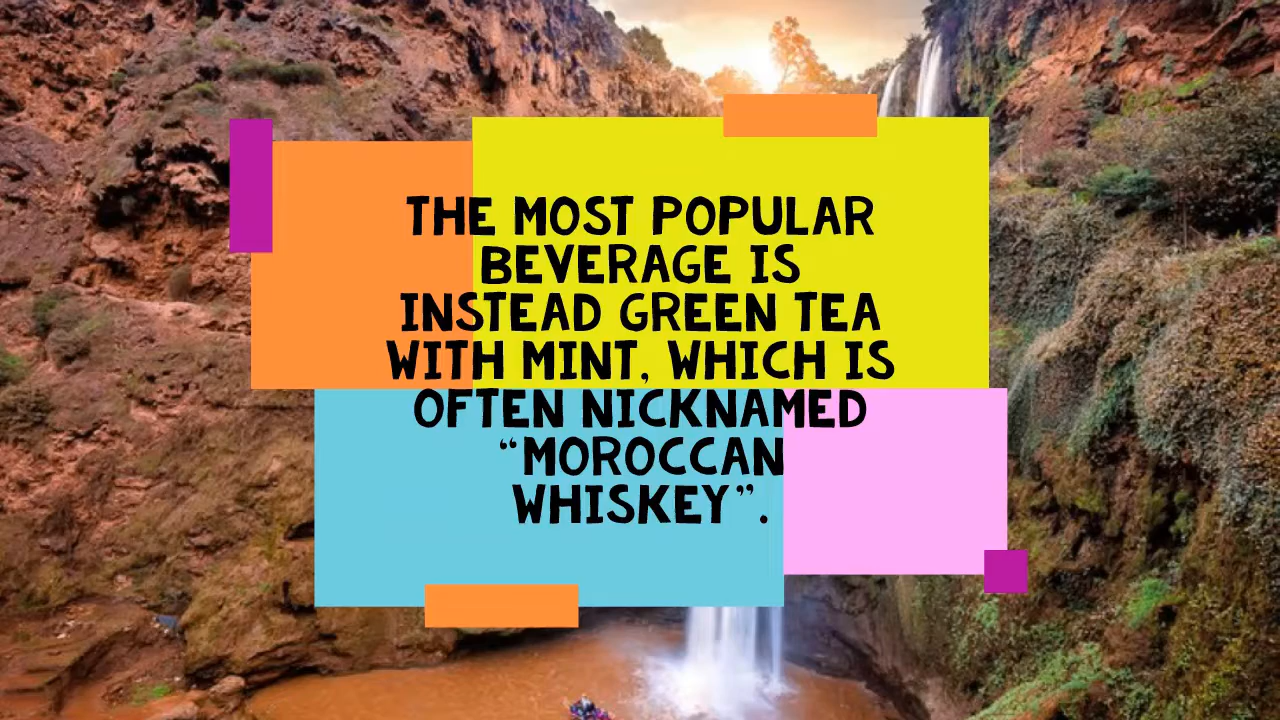 THE MOST POPULAR
BEVERAGE IS
INSTEAD GREEN TEA
WITH MINT, WHICH IS
OFTEN NICKNAMED
“MOROCCAN
WHISKEY”.